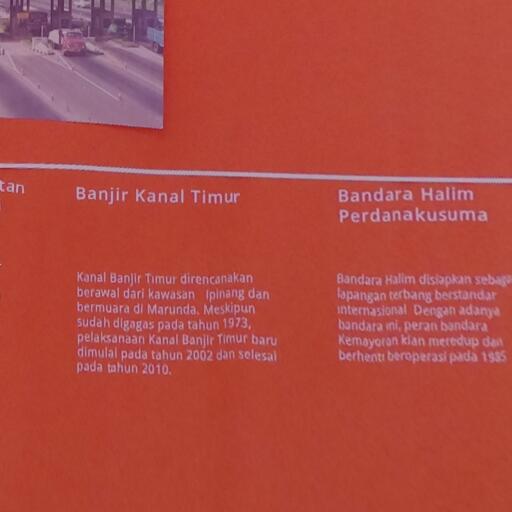 tan
Banjir Kanal Timur
Kanal Banjir Timur direncanakan
berawal dari kawasan Ipinang dan
bermuara di Marunda. Meskipun
sudah digagas pada tahun 1973,
pelaksanaan Kanal Banjir Timur baru
dimulai pada tahun 2002 dan selesai
pada tahun 2010.
Bandara Halim
Perdanakusuma
Bandara Halim disiapkan sebaga
lapangan terbang berstandar
internasional Dengan adanya
bandara ini, peran bandara
Kemayoran kian meredup dan
berhenti beroperasi pada 1985